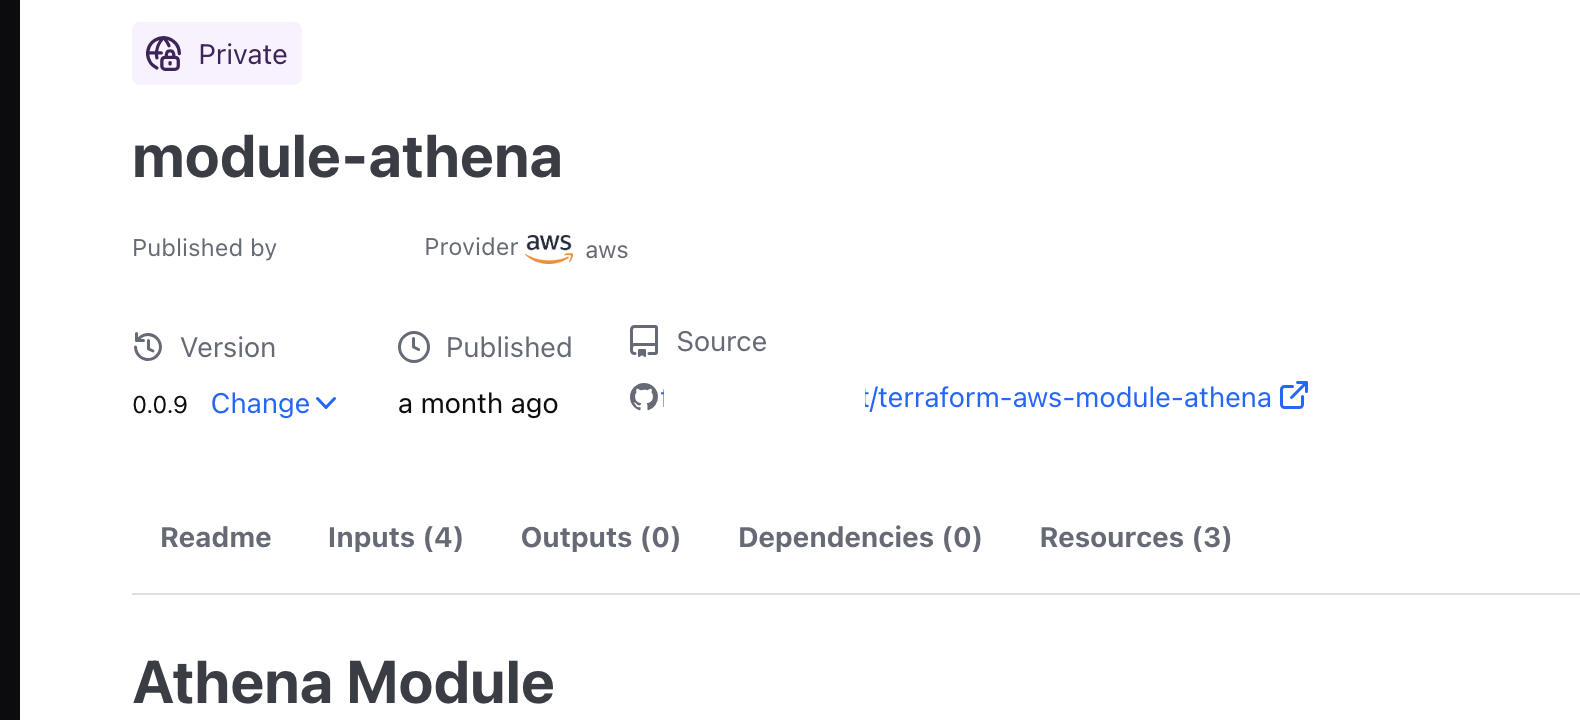 Private
module-athena
Published by Provider aws aws
Version Published Source
0.0.9 Change a month ago /terraform-aws-module-athena
Readme Inputs (4) Outputs (0) Dependencies (0) Resources (3)
Athena Module